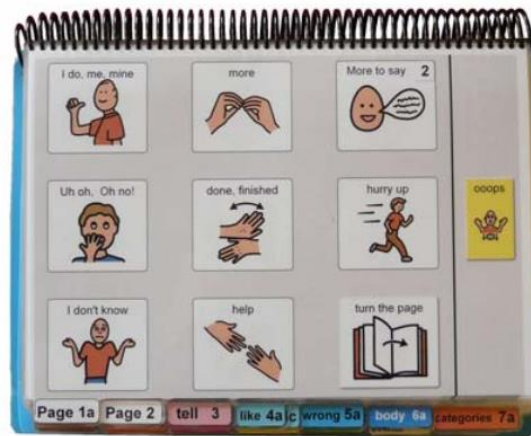 I do, me, mine
more
More to say 2
Uh oh, Oh no!
done, finished
hurry up
ooops
I don't know
help
turn the page
Page 1a
Page 2
tell 3
like 4a
c
wrong 5a
body 6a
categories 7a